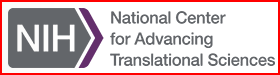 NIH
National Center
for Advancing
Translational Sciences